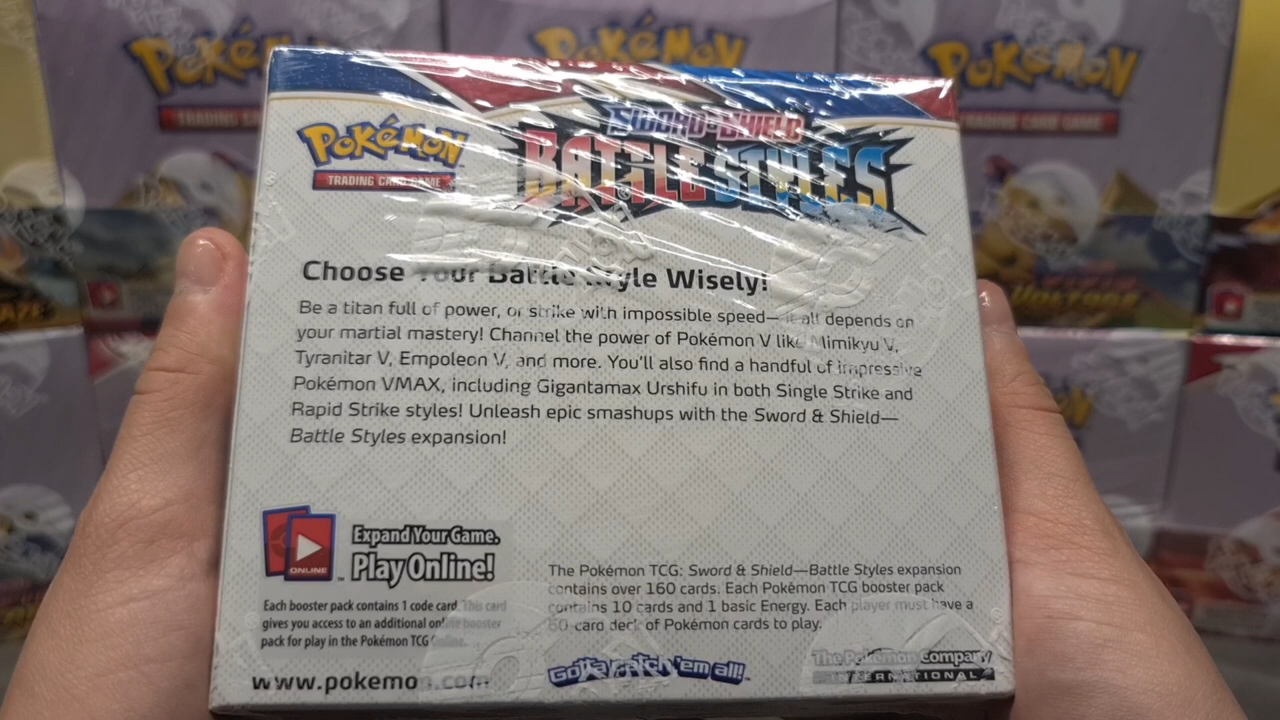 Pokémon
Pokémon
Pokémon
TRADING CARD GAME
Pokémon
TRADING CARD GAME
SWORD & SHIELD
BATTLE STYLES
Choose Your Battle Style Wisely!
Be a titan full of power, or strike with impossible speed—it all depends on
your martial mastery! Channel the power of Pokémon V like Mimikyu V,
Tyranitar V, Empoleon V, and more. You'll also find a handful of impressive
Pokémon VMAX, including Gigantamax Urshifu in both Single Strike and
Rapid Strike styles! Unleash epic smashups with the Sword & Shield—
Battle Styles expansion!
ONLINE
Expand Your Game.
Play Online!
Each booster pack contains 1 code card. This card
gives you access to an additional online booster
pack for play in the Pokémon TCG Online.
The Pokémon TCG: Sword & Shield—Battle Styles expansion
contains over 160 cards. Each Pokémon TCG booster pack
contains 10 cards and 1 basic Energy. Each player must have a
60-card deck of Pokémon cards to play.
www.pokemon.com
Gotta catch 'em all!
The Pokémon Company
INTERNATIONAL